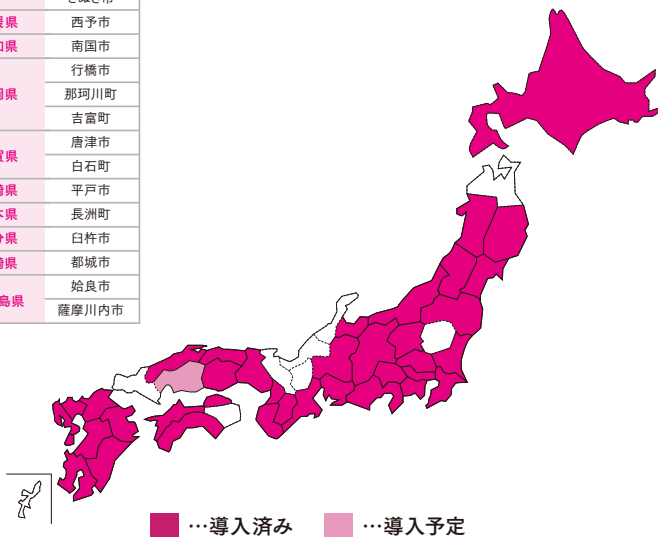 西予市
南国市
行橋市
那珂川町
吉富町
唐津市
白石町
平戸市
長洲町
臼杵市
都城市
姶良市
島県
薩摩川内市
…導入済み
…導入予定